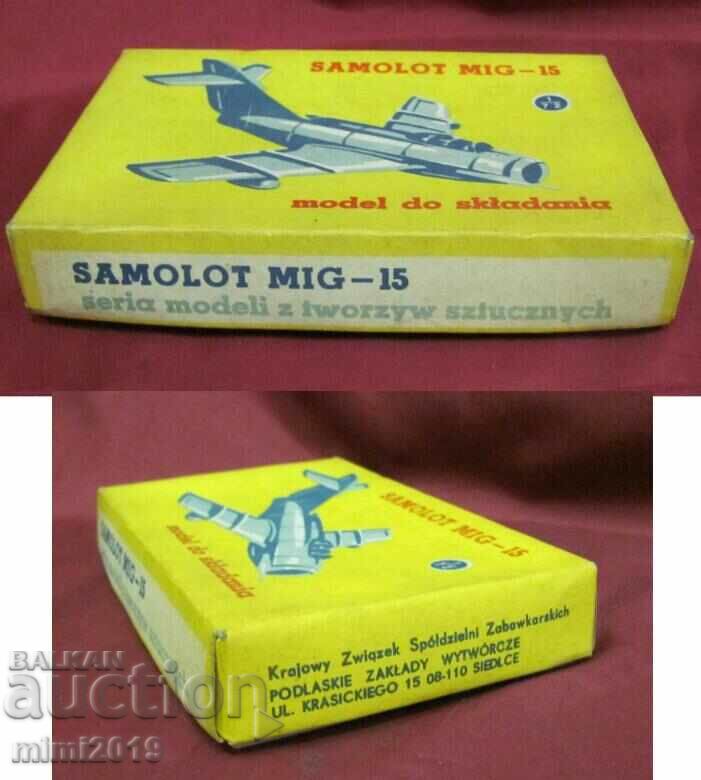 SAMOLOT MIG-15
1
72
model do składania
SAMOLOT MIG-15
seria modeli z tworzyw sztucznych
SAMOLOT MIG-15
model do składania
SAMOLOT MIG-15
Krajowy Związek Spółdzielni Zabawkarskich
PODLASKIE ZAKŁADY WYTWÓRCZE
UL. KRASICKIEGO 15 08-110 SIEDLCE
BALKAN
auction
mimi2019